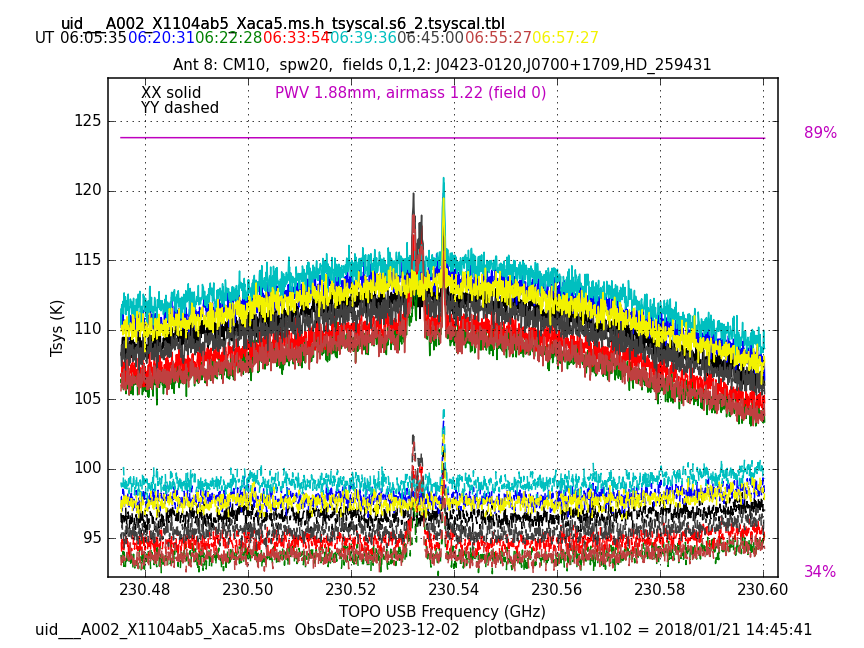 uid___A002_X1104ab5_Xaca5.ms.h_tsyscal.s6_2.tsyscal.tbl
UT 06:05:35 06:20:31 06:22:28 06:33:54 06:39:36 06:45:00 06:55:27 06:57:27
Ant 8: CM10,  spw20,  fields 0,1,2: J0423-0120,J0700+1709,HD_259431
XX solid PWV 1.88mm, airmass 1.22 (field 0)
YY dashed
125
89%
120
115
110
105
100
95
34%
Tsys (K)
230.48 230.50 230.52 230.54 230.56 230.58 230.60
TOPO USB Frequency (GHz)
uid___A002_X1104ab5_Xaca5.ms  ObsDate=2023-12-02   plotbandpass v1.102 = 2018/01/21 14:45:41